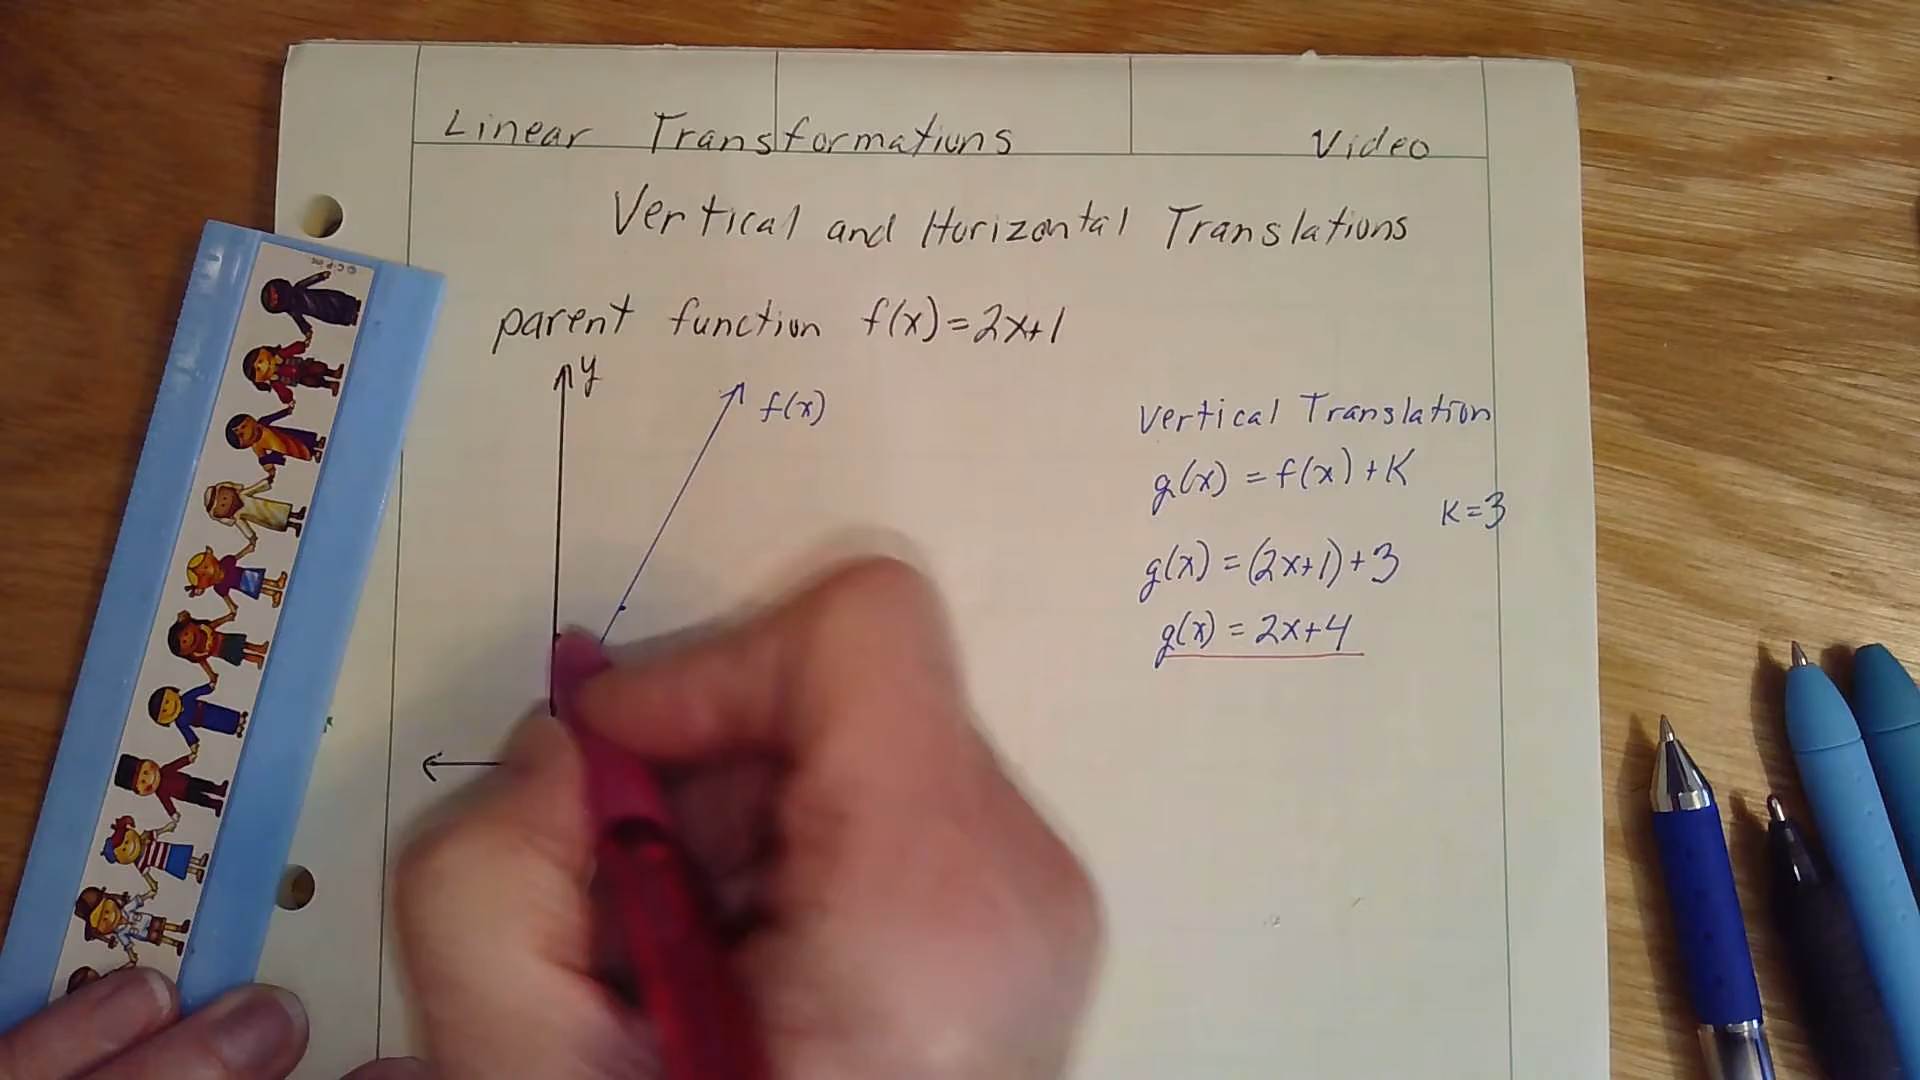 Linear Transformations Video
Vertical and Horizontal Translations
parent function f(x)=2x+1
y
f(x)
Vertical Translation
g(x) = f(x) + K
K=3
g(x) = (2x+1)+3
g(x) = 2x+4